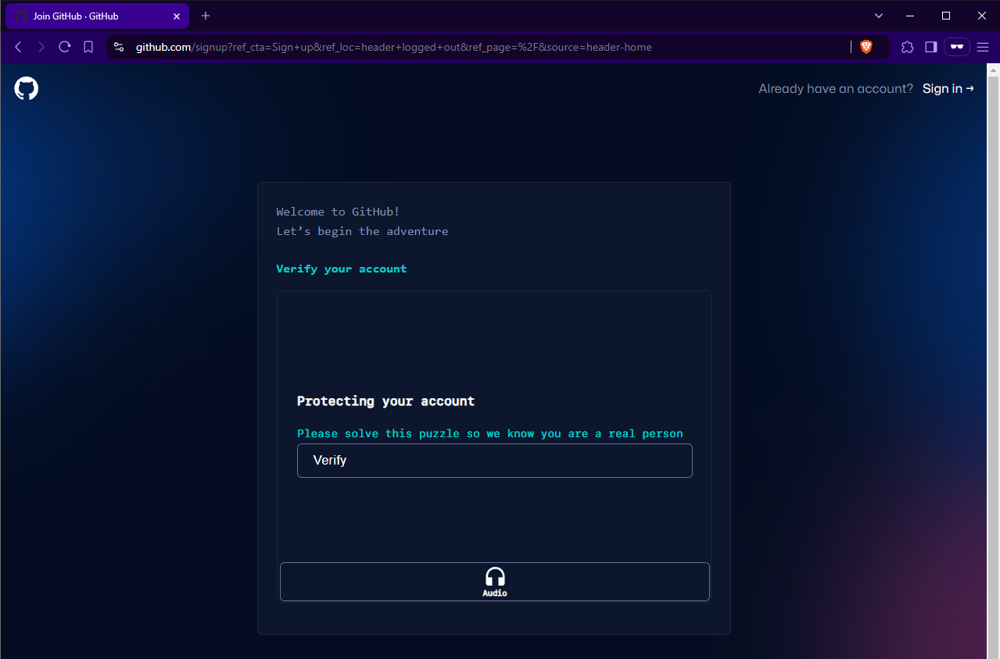 Join GitHub · GitHub
github.com/signup?ref_cta=Sign+up&ref_loc=header+logged+out&ref_page=%2F&source=header-home
Already have an account? Sign in →
Welcome to GitHub!
Let’s begin the adventure
Verify your account
Protecting your account
Please solve this puzzle so we know you are a real person
Verify
Audio